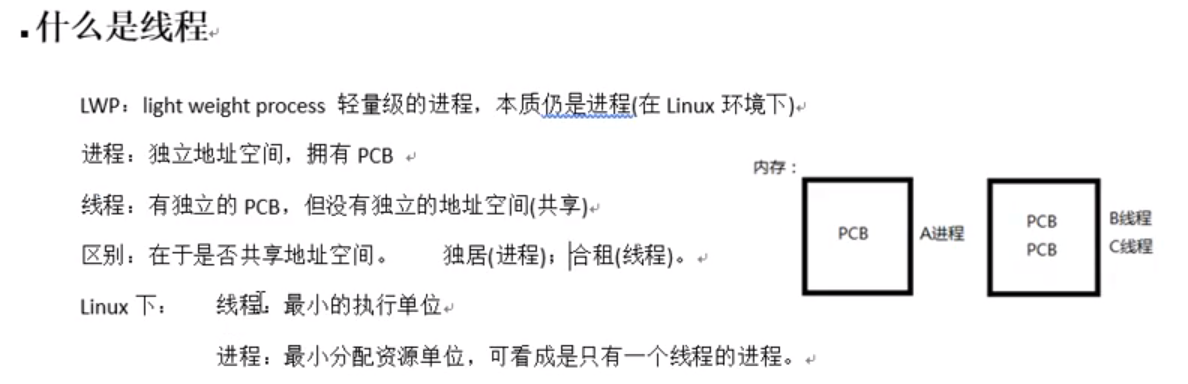 什么是线程
LWP：light weight process 轻量级的进程，本质仍是进程(在 Linux 环境下)
进程：独立地址空间，拥有 PCB
线程：有独立的 PCB，但没有独立的地址空间(共享)
区别：在于是否共享地址空间。 独居(进程)；合租(线程)。
Linux 下： 线程：最小的执行单位
进程：最小分配资源单位，可看成是只有一个线程的进程。
内存：
PCB
A进程
PCB
PCB
B线程
C线程